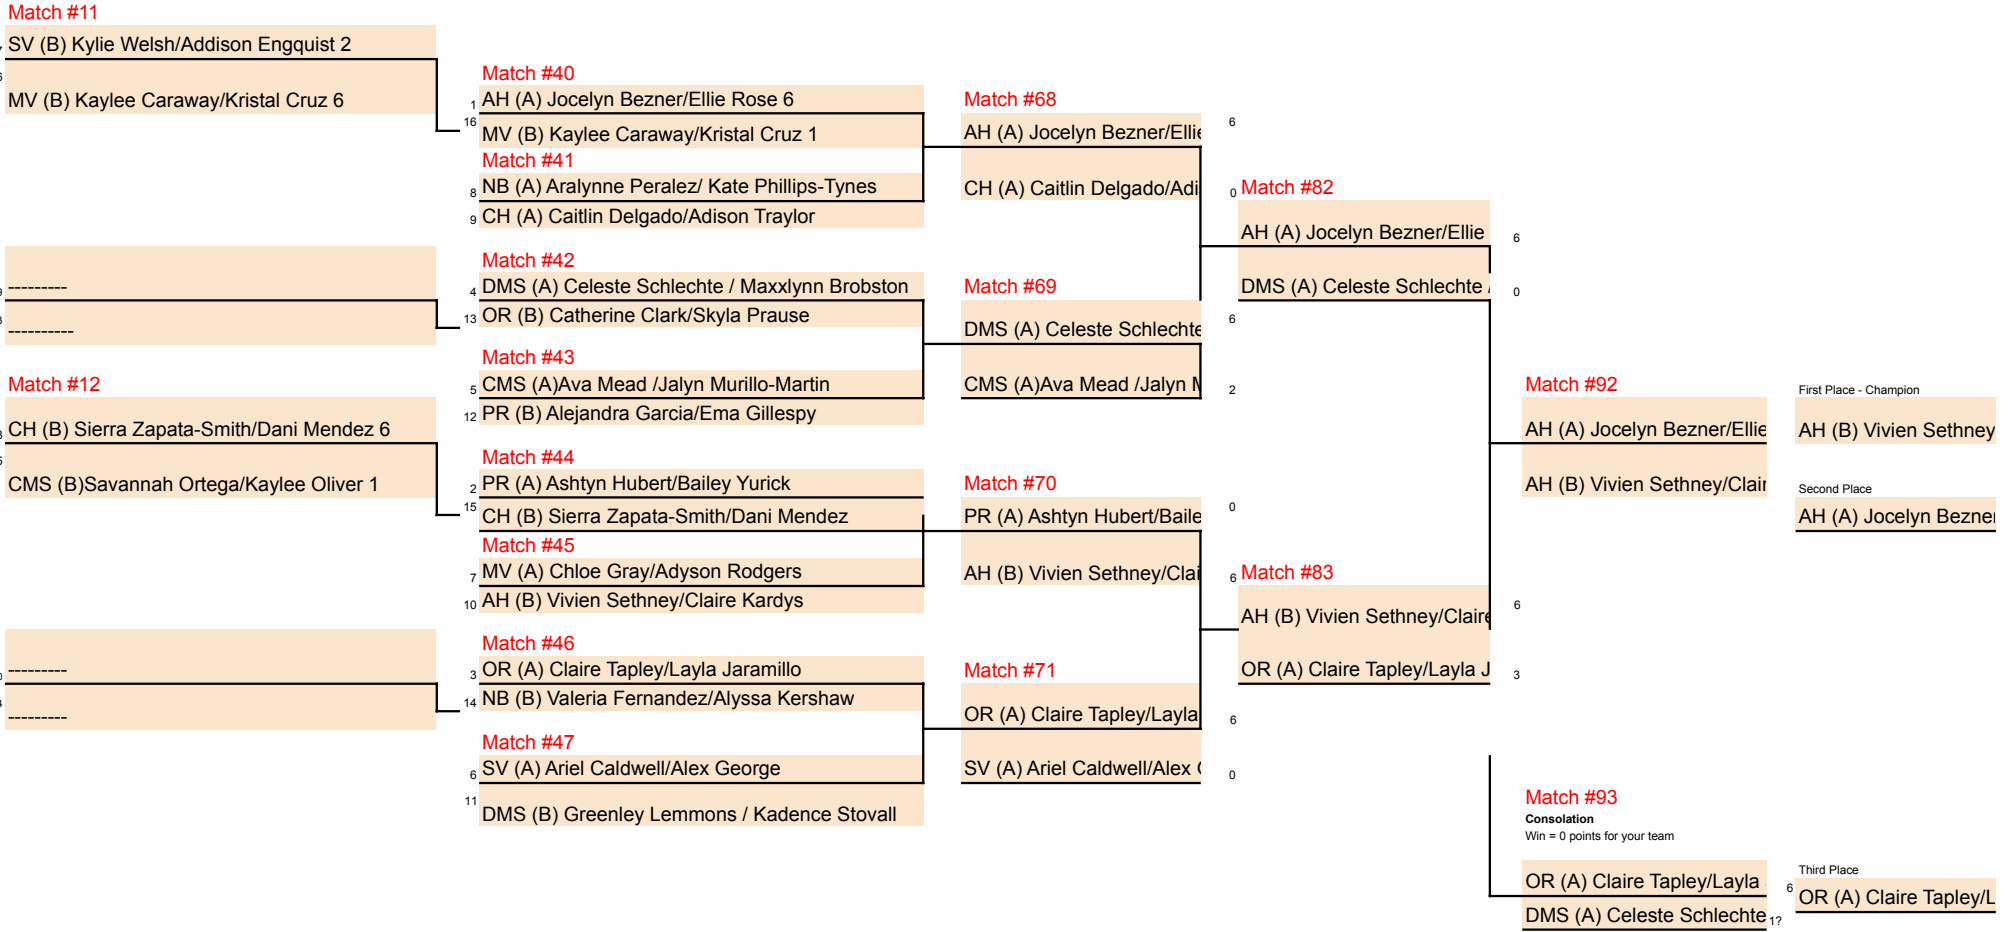 Match #11
SV (B) Kylie Welsh/Addison Engquist 2
MV (B) Kaylee Caraway/Kristal Cruz 6
---------
----------
Match #12
CH (B) Sierra Zapata-Smith/Dani Mendez 6
CMS (B)Savannah Ortega/Kaylee Oliver 1
---------
---------
Match #40
1 AH (A) Jocelyn Bezner/Ellie Rose 6
16 MV (B) Kaylee Caraway/Kristal Cruz 1
Match #41
8 NB (A) Aralynne Peralez/ Kate Phillips-Tynes
9 CH (A) Caitlin Delgado/Adison Traylor
Match #42
4 DMS (A) Celeste Schlechte / Maxxlynn Brobston
13 OR (B) Catherine Clark/Skyla Prause
Match #43
5 CMS (A)Ava Mead /Jalyn Murillo-Martin
12 PR (B) Alejandra Garcia/Ema Gillespy
Match #44
2 PR (A) Ashtyn Hubert/Bailey Yurick
15 CH (B) Sierra Zapata-Smith/Dani Mendez
Match #45
7 MV (A) Chloe Gray/Adyson Rodgers
10 AH (B) Vivien Sethney/Claire Kardys
Match #46
3 OR (A) Claire Tapley/Layla Jaramillo
14 NB (B) Valeria Fernandez/Alyssa Kershaw
Match #47
6 SV (A) Ariel Caldwell/Alex George
11 DMS (B) Greenley Lemmons / Kadence Stovall
Match #68
AH (A) Jocelyn Bezner/Ellie 6
CH (A) Caitlin Delgado/Adi 0
Match #69
DMS (A) Celeste Schlechte 6
CMS (A)Ava Mead /Jalyn 2
Match #70
PR (A) Ashtyn Hubert/Baile 0
AH (B) Vivien Sethney/Clai 6
Match #71
OR (A) Claire Tapley/Layla 6
SV (A) Ariel Caldwell/Alex 0
Match #82
AH (A) Jocelyn Bezner/Ellie 6
DMS (A) Celeste Schlechte 0
Match #83
AH (B) Vivien Sethney/Claire 6
OR (A) Claire Tapley/Layla J 3
Match #92
AH (A) Jocelyn Bezner/Ellie
AH (B) Vivien Sethney/Clair
First Place - Champion
AH (B) Vivien Sethney
Second Place
AH (A) Jocelyn Bezner
Match #93
Consolation
Win = 0 points for your team
OR (A) Claire Tapley/Layla 6
DMS (A) Celeste Schlechte 1?
Third Place
OR (A) Claire Tapley/L